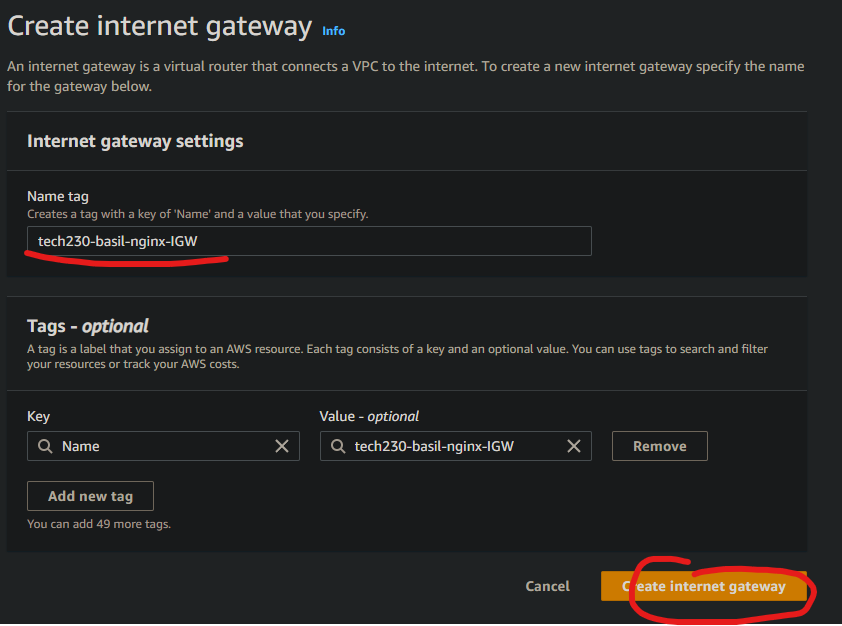 Create internet gateway Info
An internet gateway is a virtual router that connects a VPC to the internet. To create a new internet gateway specify the name
for the gateway below.
Internet gateway settings
Name tag
Creates a tag with a key of 'Name' and a value that you specify.
tech230-basil-nginx-IGW
Tags - optional
A tag is a label that you assign to an AWS resource. Each tag consists of a key and an optional value. You can use tags to search and filter
your resources or track your AWS costs.
Key
Value - optional
Name
tech230-basil-nginx-IGW
Remove
Add new tag
You can add 49 more tags.
Cancel
Create internet gateway